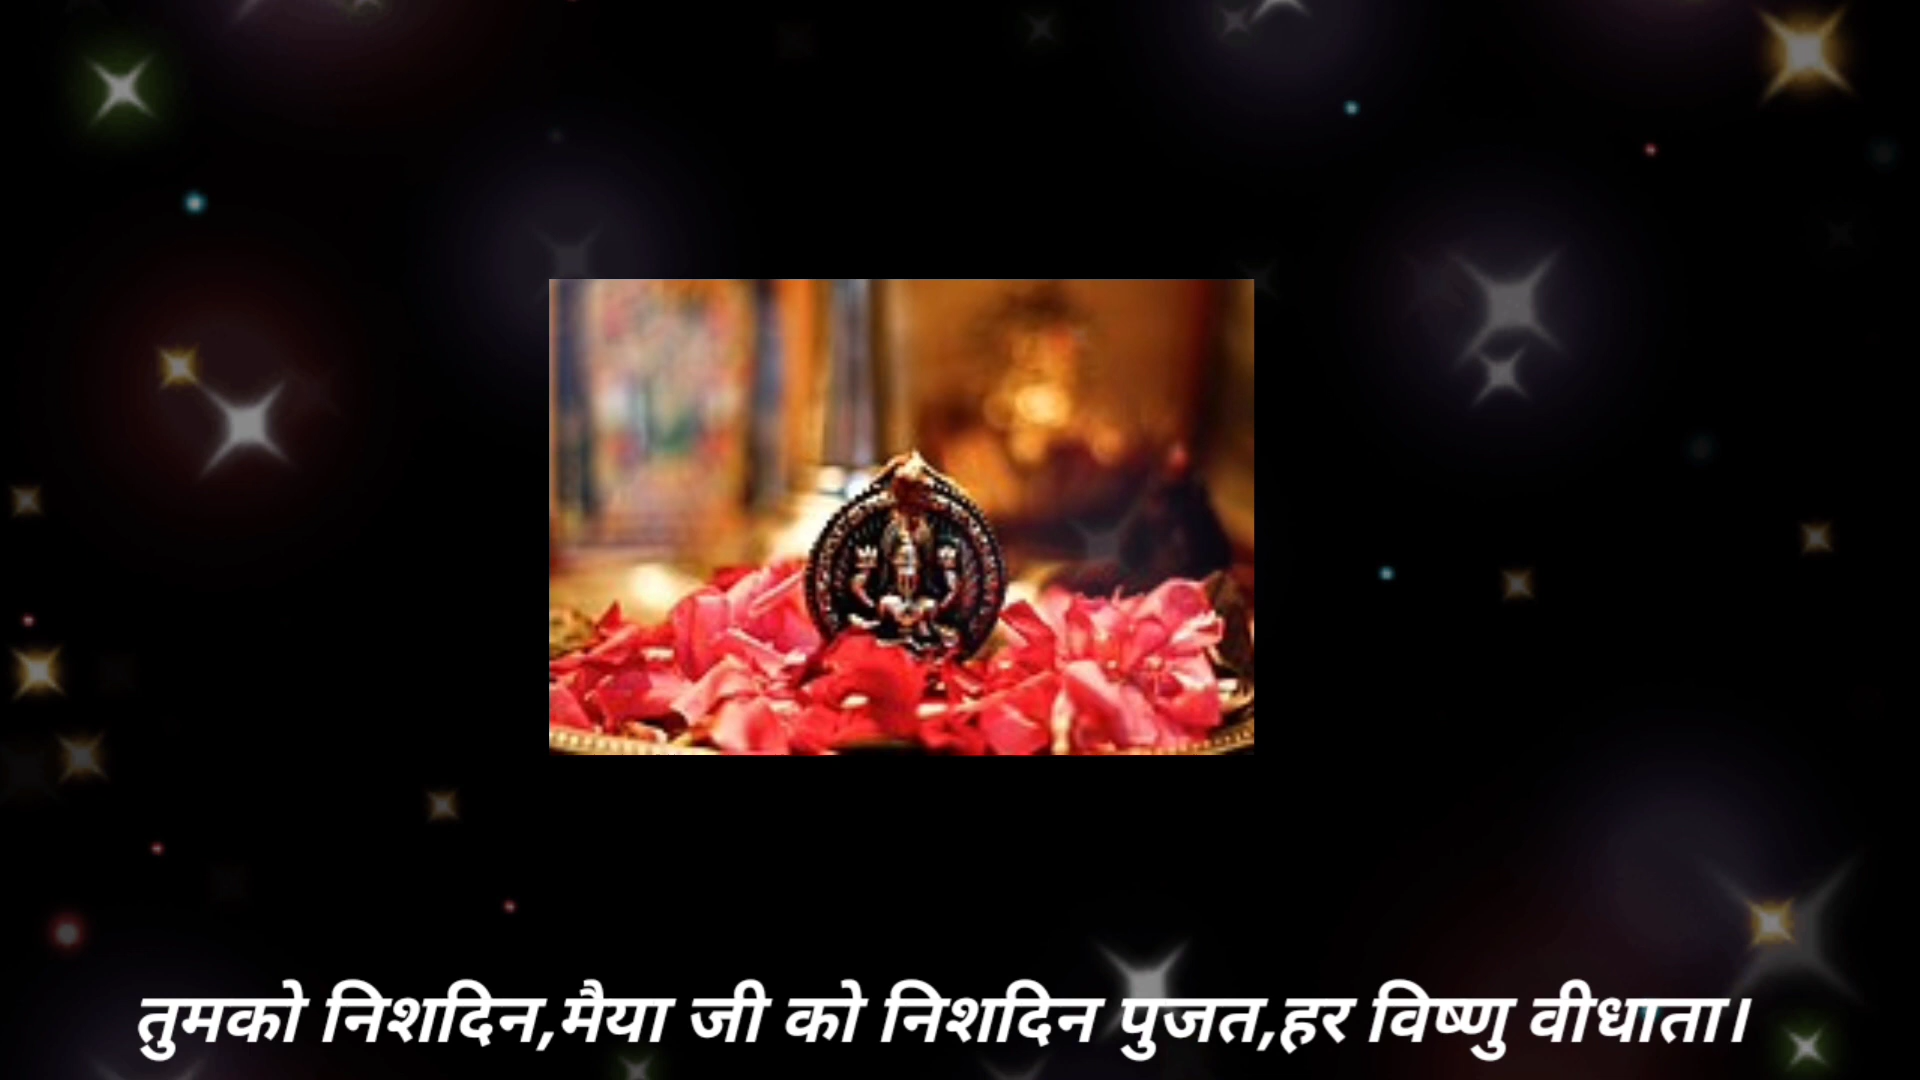 तुमको निशदिन,मैया जी को निशदिन पुजत,हर विष्णु वीधाता।